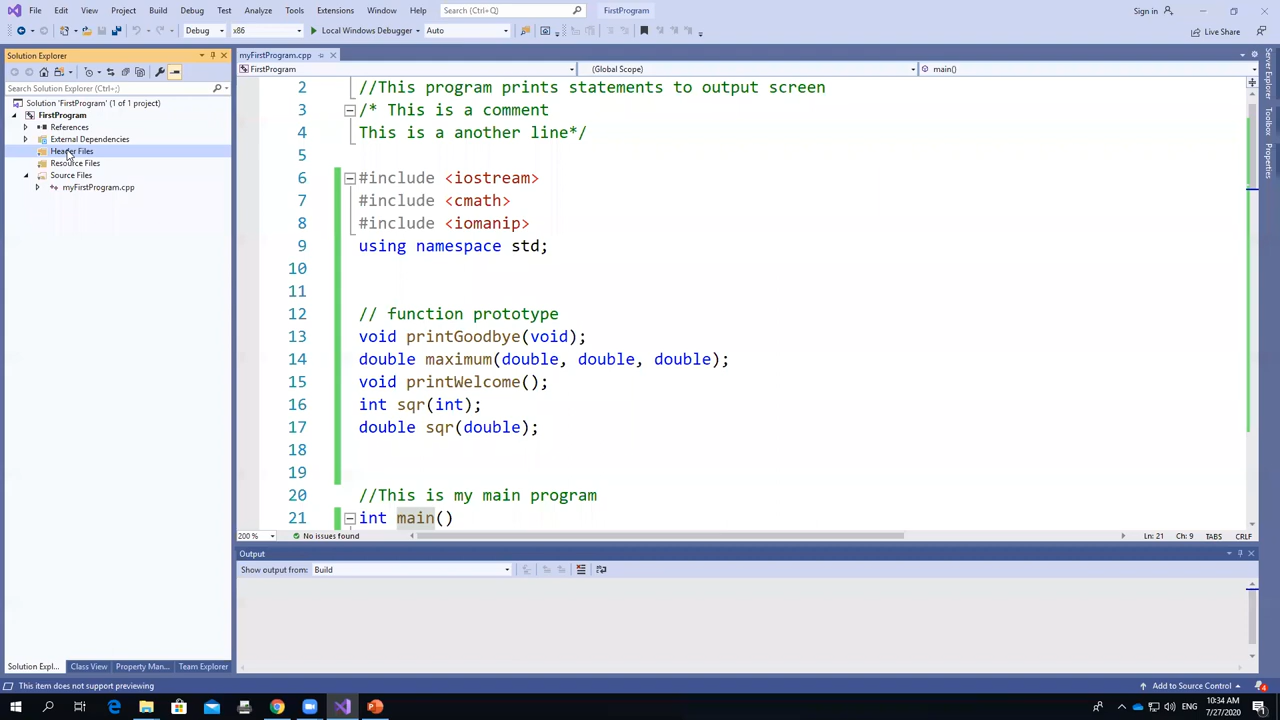 File Edit View Project Build Debug Test Analyze Tools Extensions Window Help Search (Ctrl+Q) FirstProgram Sign in
Debug x86 Local Windows Debugger Auto Live Share
Solution Explorer
Search Solution Explorer (Ctrl+;)
Solution 'FirstProgram' (1 of 1 project)
FirstProgram
References
External Dependencies
Header Files
Resource Files
Source Files
myFirstProgram.cpp
Solution Expl... Class View Property Man... Team Explorer
myFirstProgram.cpp
FirstProgram (Global Scope) main()
2 //This program prints statements to output screen
3 /* This is a comment
4 This is a another line*/
5
6 #include <iostream>
7 #include <cmath>
8 #include <iomanip>
9 using namespace std;
10
11
12 // function prototype
13 void printGoodbye(void);
14 double maximum(double, double, double);
15 void printWelcome();
16 int sqr(int);
17 double sqr(double);
18
19
20 //This is my main program
21 int main()
200 % No issues found Ln: 21 Ch: 9 TABS CRLF
Output
Show output from: Build
Server Explorer
Toolbox
Properties
This item does not support previewing Add to Source Control 4
10:34 AM
7/27/2020
1